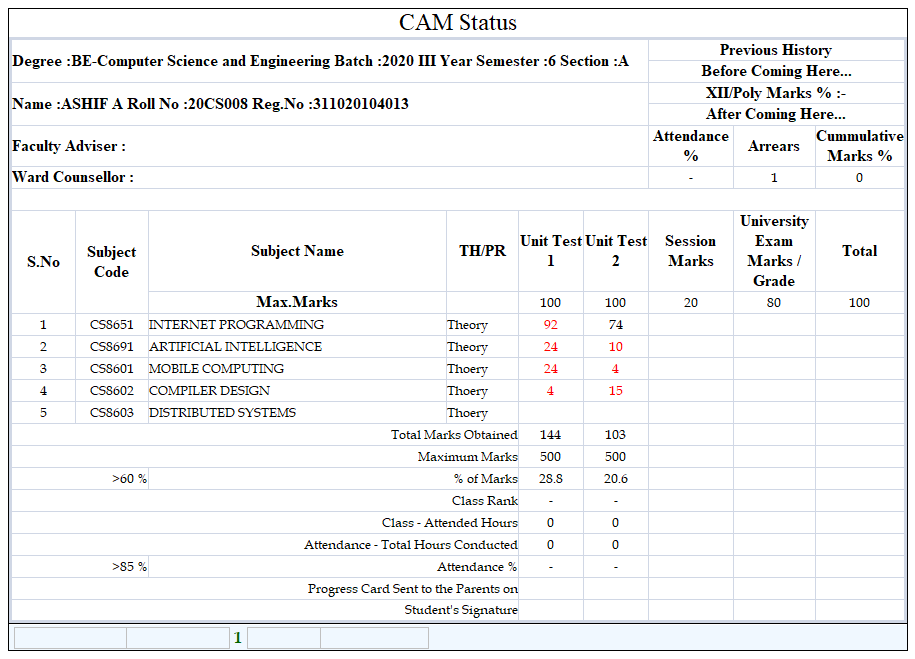 CAM Status
Degree :BE-Computer Science and Engineering Batch :2020 III Year Semester :6 Section :A
Previous History
Before Coming Here...
Name :ASHIF A Roll No :20CS008 Reg.No :311020104013
XII/Poly Marks % :-
After Coming Here...
Faculty Adviser :
Attendance % Arrears Cummulative Marks %
Ward Counsellor :
- 1 0
S.No Subject Code Subject Name TH/PR Unit Test 1 Unit Test 2 Session Marks University Exam Marks / Grade Total
Max.Marks 100 100 20 80 100
1 CS8651 INTERNET PROGRAMMING Theory 92 74
2 CS8691 ARTIFICIAL INTELLIGENCE Theory 24 10
3 CS8601 MOBILE COMPUTING Thoery 24 4
4 CS8602 COMPILER DESIGN Thoery 4 15
5 CS8603 DISTRIBUTED SYSTEMS Thoery
Total Marks Obtained 144 103
Maximum Marks 500 500
>60 % % of Marks 28.8 20.6
Class Rank - -
Class - Attended Hours 0 0
Attendance - Total Hours Conducted 0 0
>85 % Attendance % - -
Progress Card Sent to the Parents on
Student's Signature
1